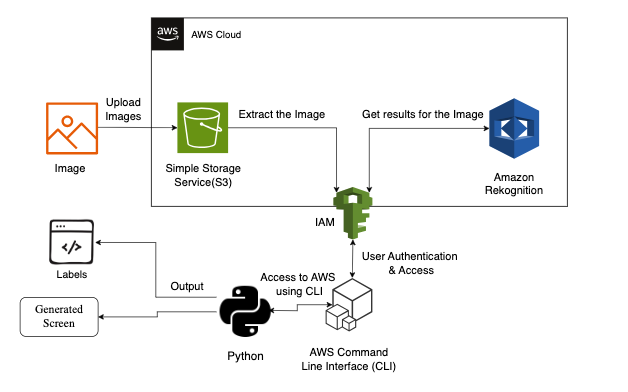 aws
AWS Cloud
Upload
Images
Extract the Image
Get results for the Image
Image
Simple Storage
Service(S3)
Amazon
Rekognition
IAM
User Authentication
& Access
</>
Labels
Access to AWS
using CLI
Output
Generated
Screen
Python
AWS Command
Line Interface (CLI)